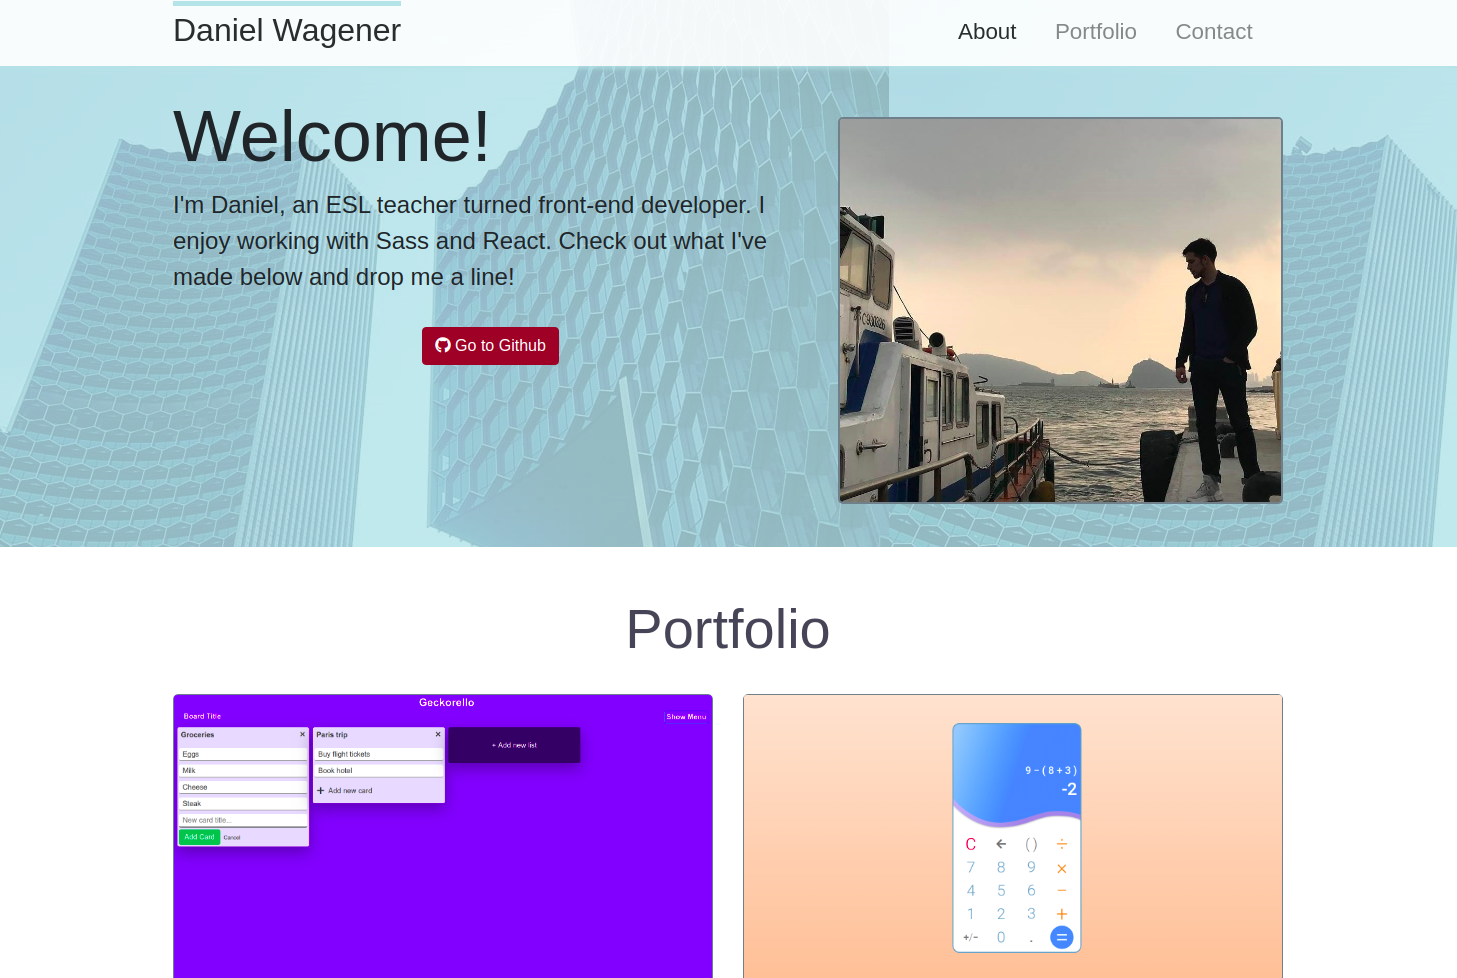 Daniel Wagener
About Portfolio Contact
Welcome!
I'm Daniel, an ESL teacher turned front-end developer. I
enjoy working with Sass and React. Check out what I've
made below and drop me a line!
Go to Github
C900326
Portfolio
Geckorello
Board Title
Show Menu
Groceries ×
Eggs
Milk
Cheese
Steak
New card title...
Add Card Cancel
Paris trip ×
Buy flight tickets
Book hotel
+ Add new card
+ Add new list
9-(8+3)
-2
C ← () ÷
7 8 9 ×
4 5 6 −
1 2 3 +
+/− 0 . =